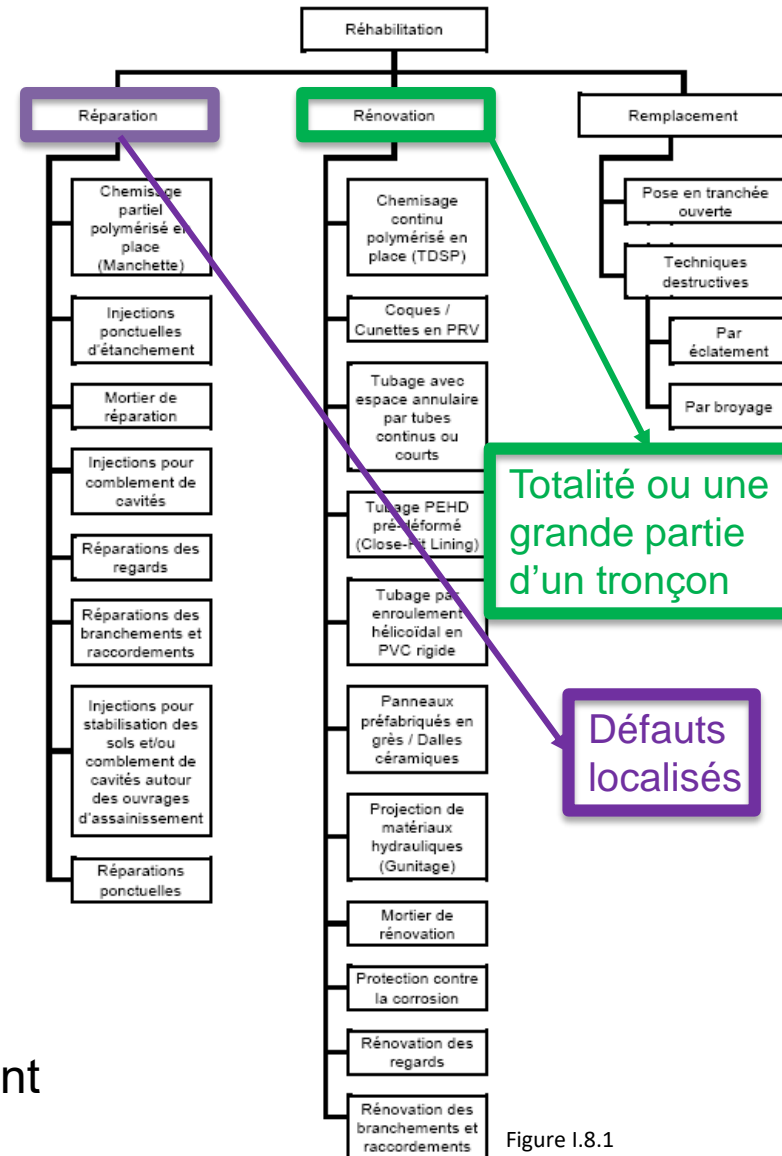 Réhabilitation
Réparation
Chemisage
partiel
polymérisé en
place
(Manchette)
Injections
ponctuelles
d'étanchement
Mortier de
réparation
Injections pour
comblement de
cavités
Réparations des
regards
Réparations des
branchements et
raccordements
Injections pour
stabilisation des
sols et/ou
comblement de
cavités autour
des ouvrages
d'assainissement
Réparations
ponctuelles
Rénovation
Chemisage
continu
polymérisé en
place (TDSP)
Coques /
Cunettes en PRV
Tubage avec
espace annulaire
par tubes
continus ou
courts
Tubage PEHD
pré-déformé
(Close-Fit Lining)
Tubage par
enroulement
hélicoïdal en
PVC rigide
Panneaux
préfabriqués en
grès / Dalles
céramiques
Projection de
matériaux
hydrauliques
(Gunitage)
Mortier de
rénovation
Protection contre
la corrosion
Rénovation des
regards
Rénovation des
branchements et
raccordements
Remplacement
Pose en tranchée
ouverte
Techniques
destructives
Par
éclatement
Par broyage
Totalité ou une
grande partie
d'un tronçon
Défauts
localisés
nt
Figure I.8.1